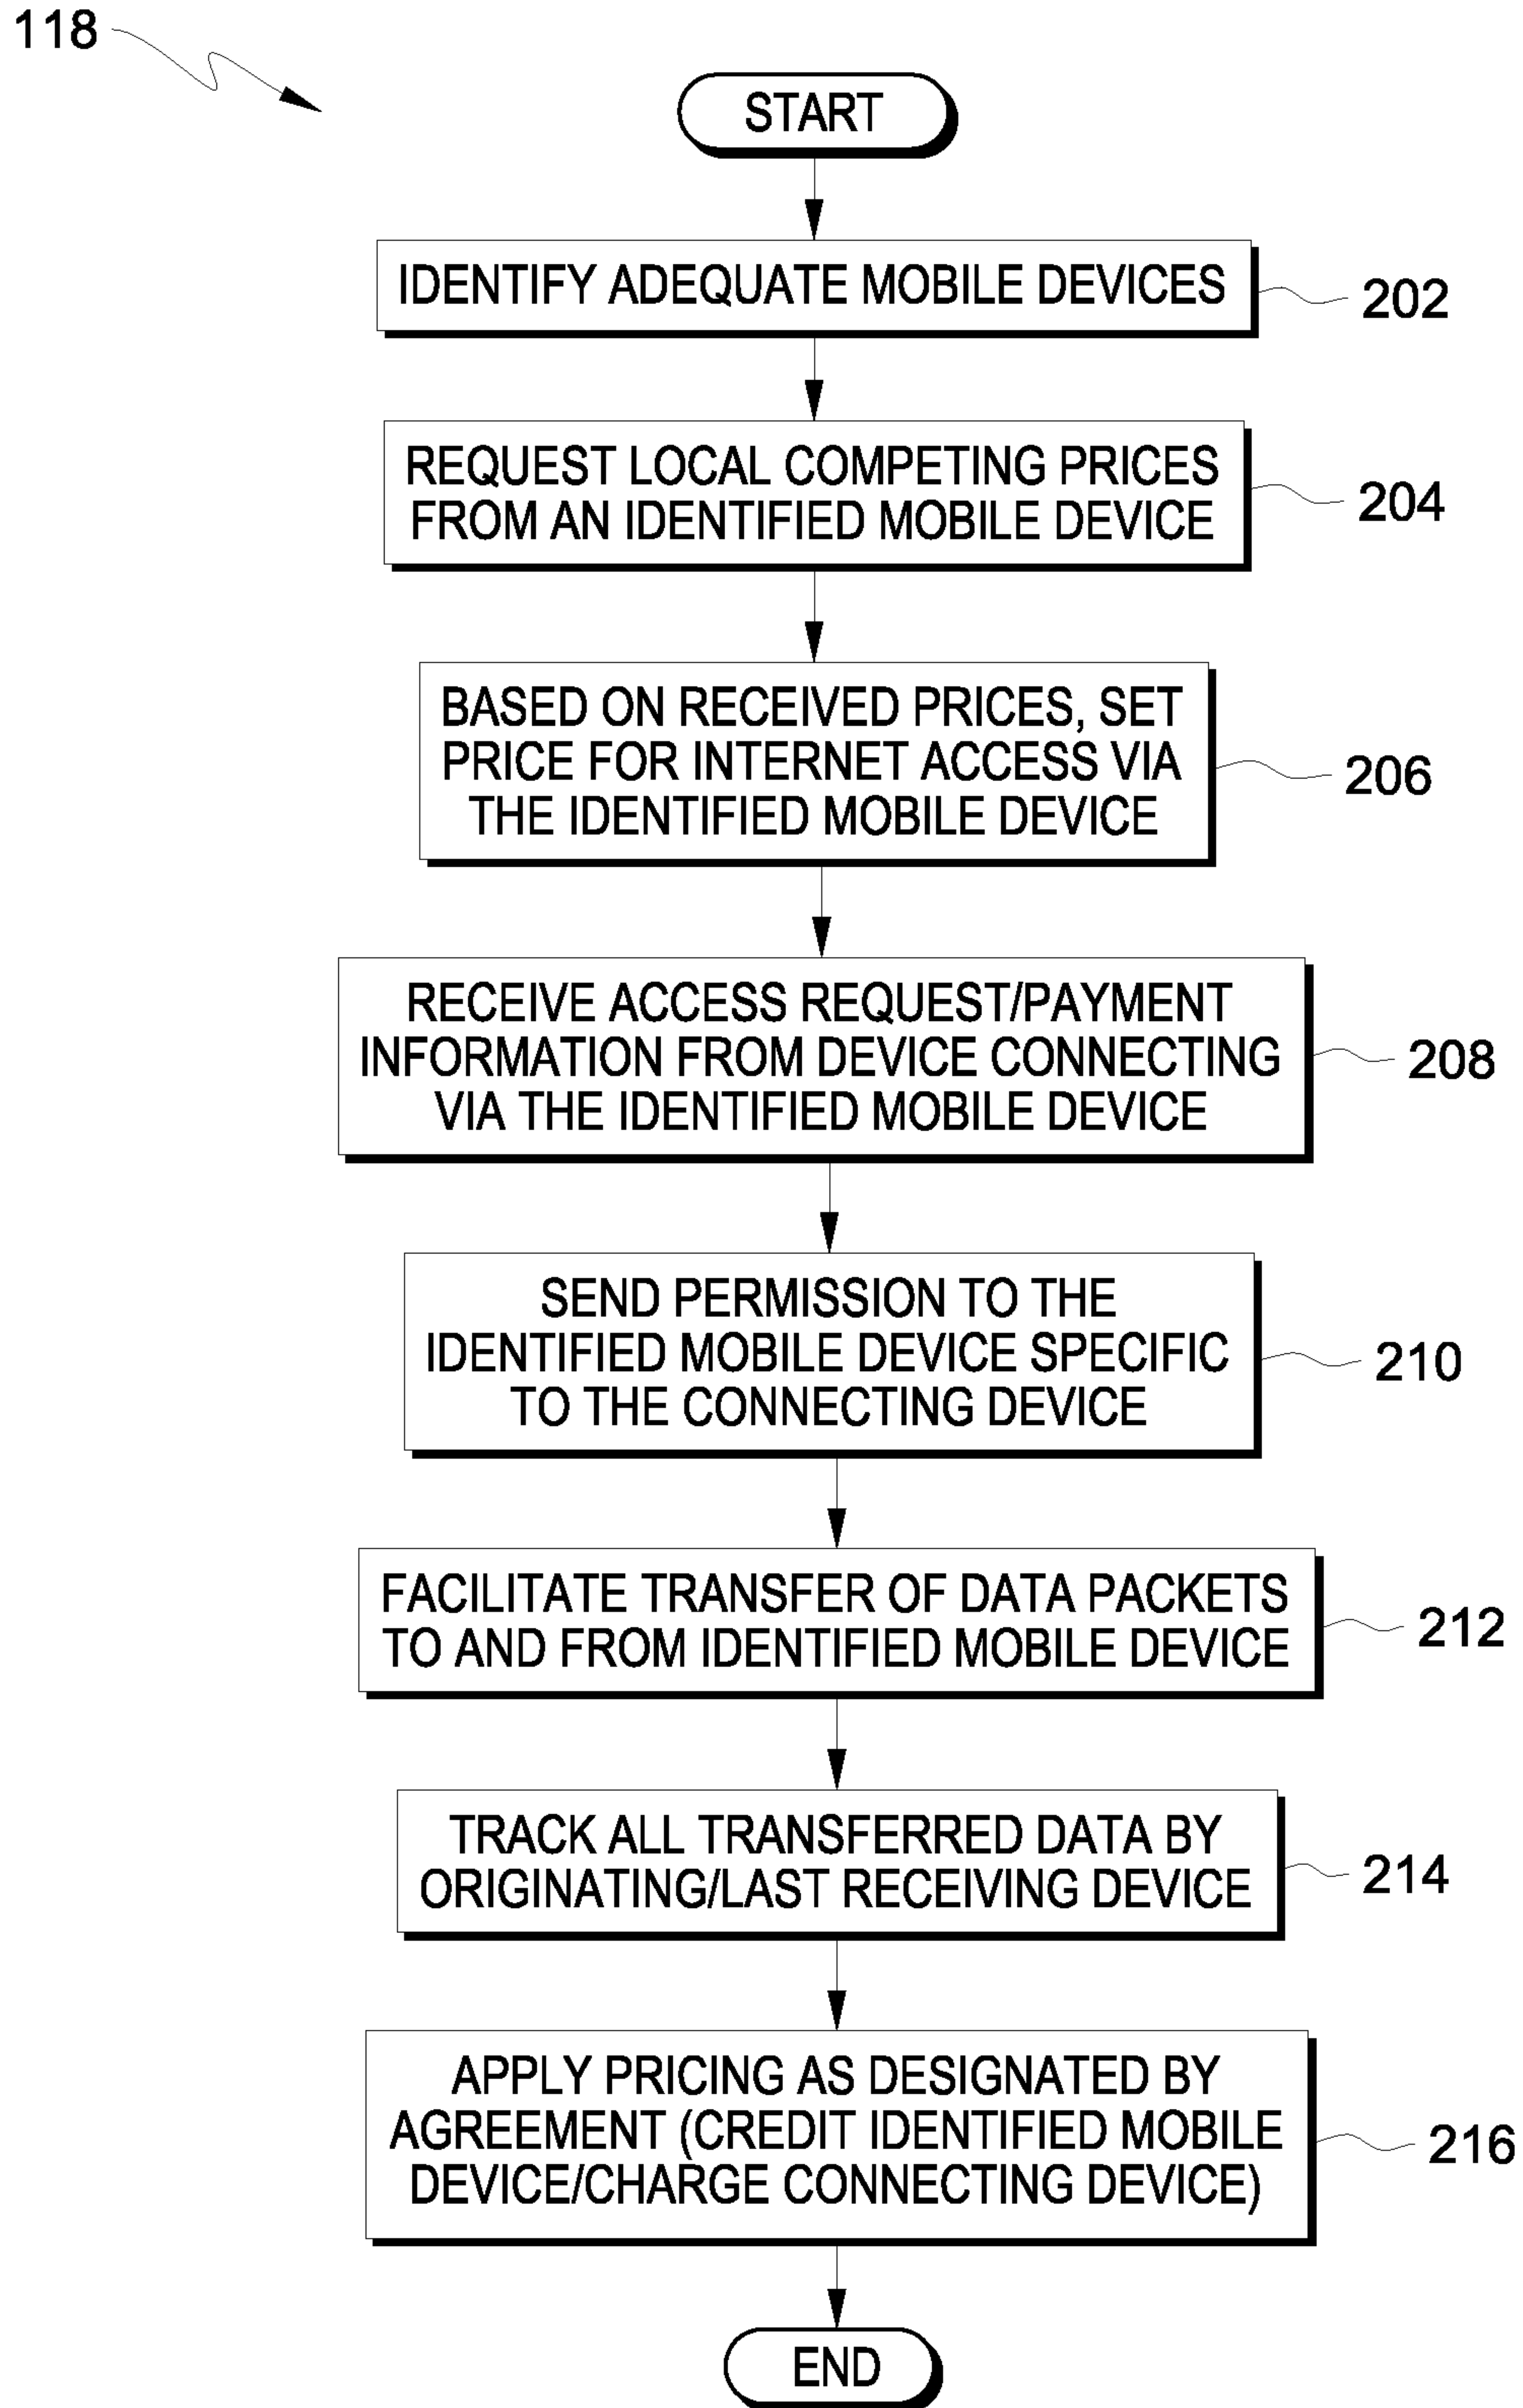 118
START
IDENTIFY ADEQUATE MOBILE DEVICES
202
REQUEST LOCAL COMPETING PRICES
FROM AN IDENTIFIED MOBILE DEVICE
204
BASED ON RECEIVED PRICES, SET
PRICE FOR INTERNET ACCESS VIA
THE IDENTIFIED MOBILE DEVICE
206
RECEIVE ACCESS REQUEST/PAYMENT
INFORMATION FROM DEVICE CONNECTING
VIA THE IDENTIFIED MOBILE DEVICE
208
SEND PERMISSION TO THE
IDENTIFIED MOBILE DEVICE SPECIFIC
TO THE CONNECTING DEVICE
210
FACILITATE TRANSFER OF DATA PACKETS
TO AND FROM IDENTIFIED MOBILE DEVICE
212
TRACK ALL TRANSFERRED DATA BY
ORIGINATING/LAST RECEIVING DEVICE
214
APPLY PRICING AS DESIGNATED BY
AGREEMENT (CREDIT IDENTIFIED MOBILE
DEVICE/CHARGE CONNECTING DEVICE)
216
END